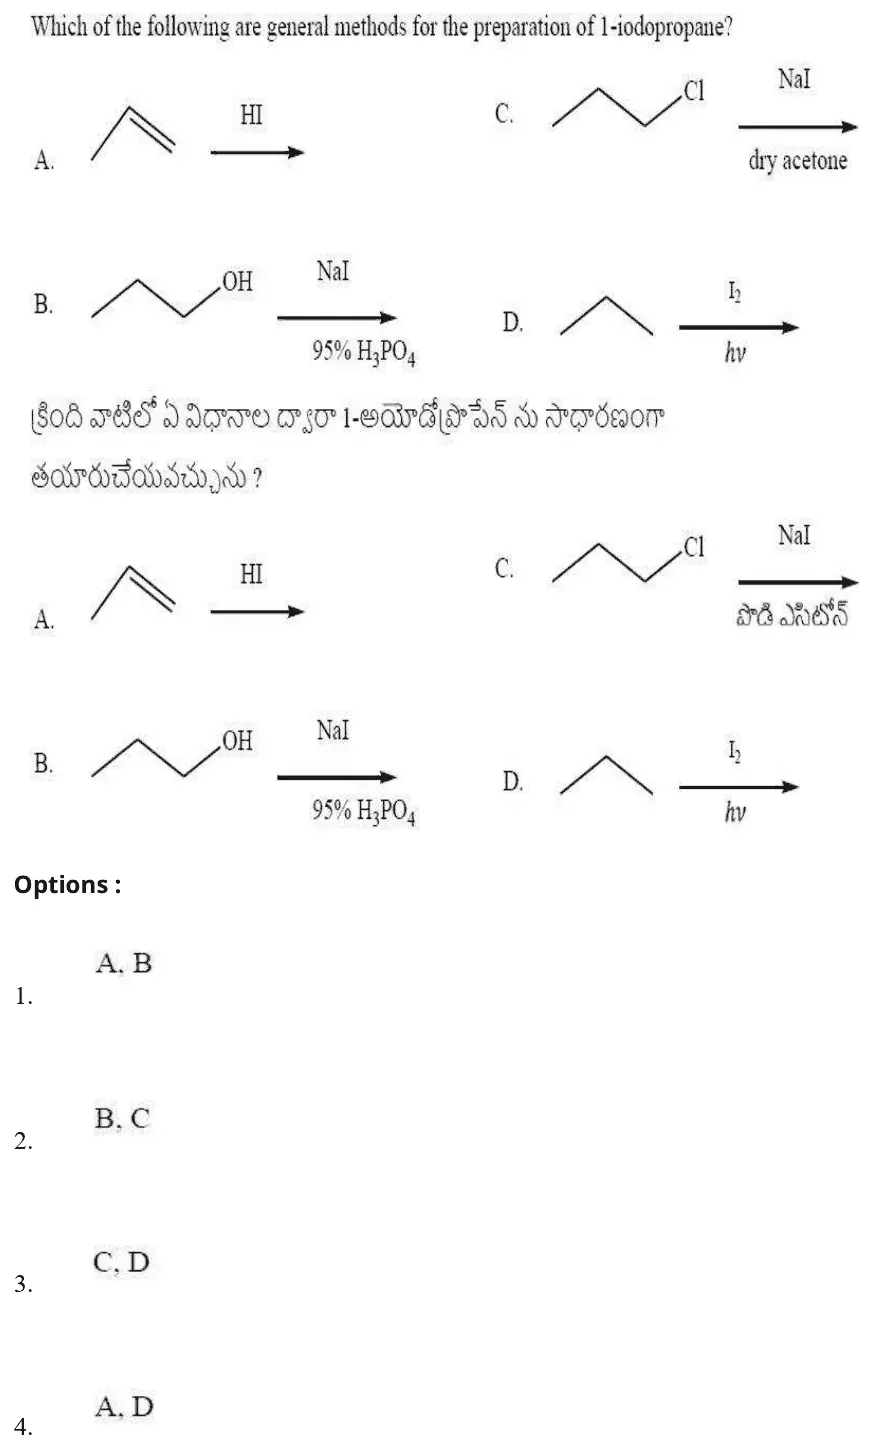 Which of the following are general methods for the preparation of 1-iodopropane?
A. HI
C. Cl NaI
dry acetone
B. OH NaI
95% H₃PO₄
D. I₂
hν
క్రింది వాటిలో ఏ విధానాల ద్వారా 1-అయోడోప్రొపేన్ ను సాధారణంగా
తయారుచేయవచ్చును ?
A. HI
C. Cl NaI
పొడి ఎసిటోన్
B. OH NaI
95% H₃PO₄
D. I₂
hν
Options :
1. A, B
2. B, C
3. C, D
4. A, D